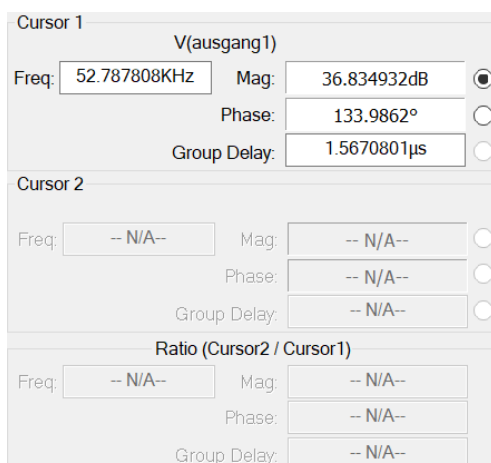 Cursor 1
V(ausgang1)
Freq: 52.787808KHz Mag: 36.834932dB
Phase: 133.9862º
Group Delay: 1.5670801µs
Cursor 2
Freq: -- N/A-- Mag: -- N/A--
Phase: -- N/A--
Group Delay: -- N/A--
Ratio (Cursor2 / Cursor1)
Freq: -- N/A-- Mag: -- N/A--
Phase: -- N/A--
Group Delay: -- N/A--